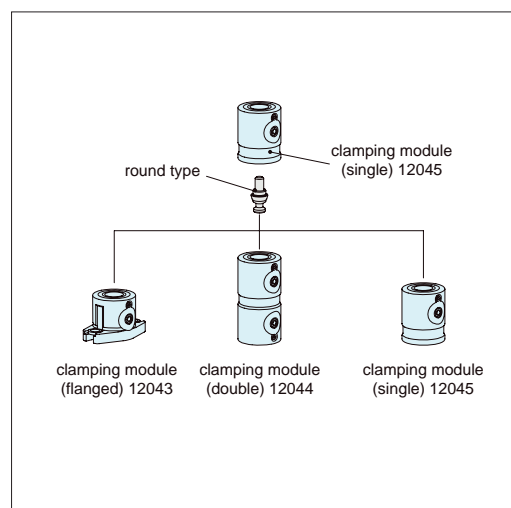 clamping module
(single) 12045
round type
clamping module
(flanged) 12043
clamping module
(double) 12044
clamping module
(single) 12045